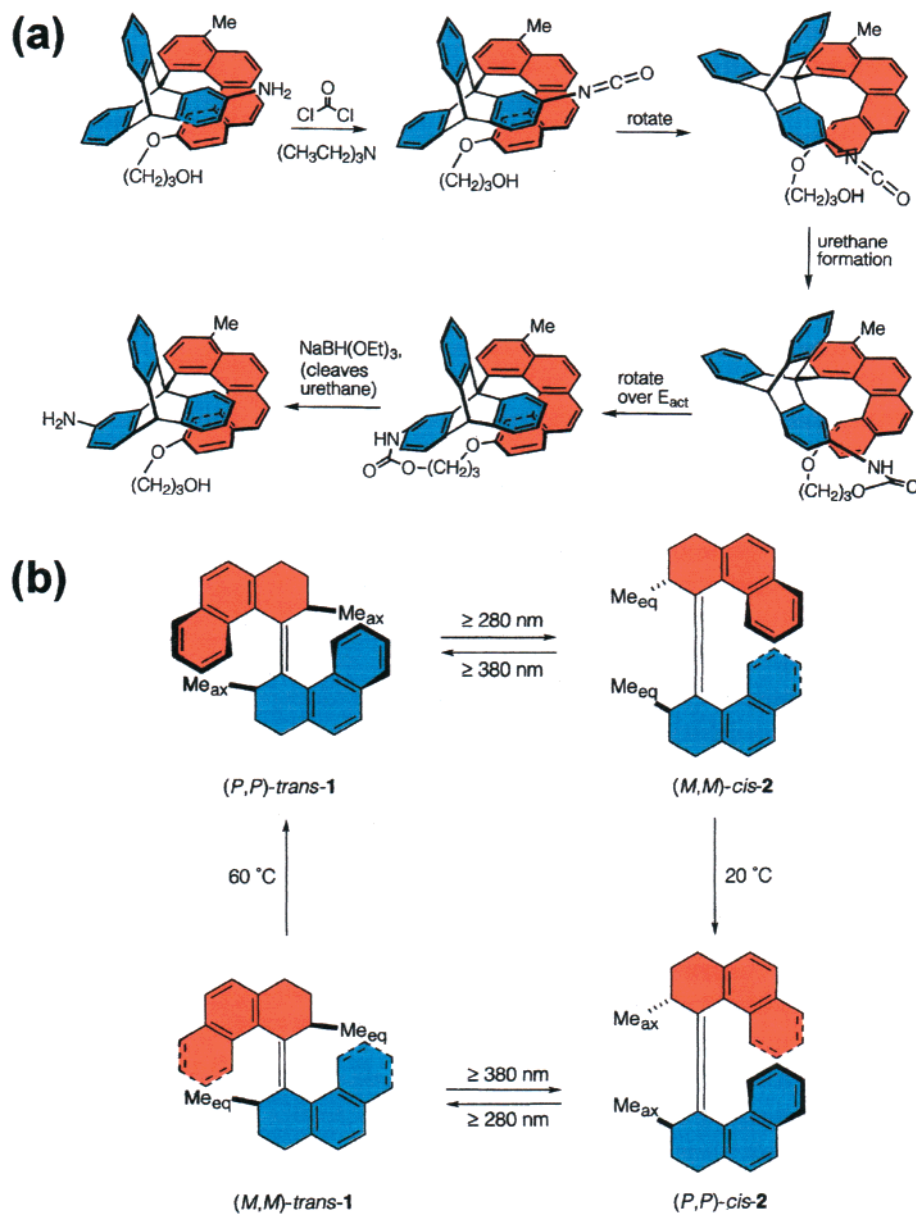 (a)
Me
NH₂
O
Cl Cl
(CH₃CH₂)₃N
O
(CH₂)₃OH
Me
N=C=O
O
(CH₂)₃OH
rotate
Me
N=C=O
O
(CH₂)₃OH
urethane
formation
Me
H₂N
O
(CH₂)₃OH
NaBH(OEt)₃,
(cleaves
urethane)
Me
HN
O
O
O-(CH₂)₃
rotate
over Eact
Me
O
NH
(CH₂)₃O
O
(b)
Meax
Meax
(P,P)-trans-1
≥ 280 nm
≥ 380 nm
Meeq
Meeq
(M,M)-cis-2
60 °C
20 °C
Meeq
Meeq
(M,M)-trans-1
≥ 380 nm
≥ 280 nm
Meax
Meax
(P,P)-cis-2